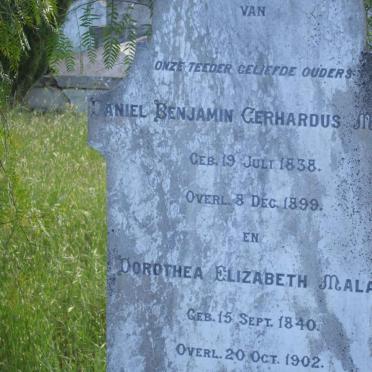 VAN
ONZE TEEDER GELIEFDE OUDERS
DANIEL BENJAMIN GERHARDUS M
GEB. 19 JULI 1838.
OVERL. 8 DEC. 1899.
EN
DOROTHEA ELIZABETH MALA
GEB. 15 SEPT. 1840.
OVERL. 20 OCT. 1902.